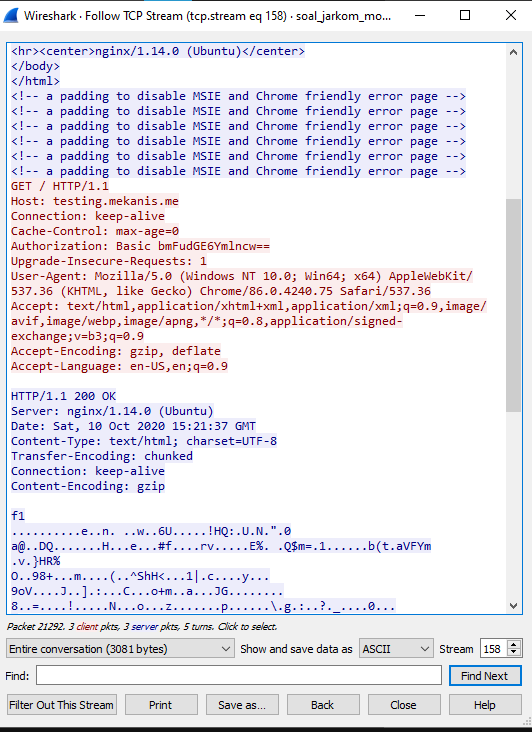 Wireshark · Follow TCP Stream (tcp.stream eq 158) · soal_jarkom_mo...
<hr><center>nginx/1.14.0 (Ubuntu)</center>
</body>
</html>
<!-- a padding to disable MSIE and Chrome friendly error page -->
<!-- a padding to disable MSIE and Chrome friendly error page -->
<!-- a padding to disable MSIE and Chrome friendly error page -->
<!-- a padding to disable MSIE and Chrome friendly error page -->
<!-- a padding to disable MSIE and Chrome friendly error page -->
<!-- a padding to disable MSIE and Chrome friendly error page -->
GET / HTTP/1.1
Host: testing.mekanis.me
Connection: keep-alive
Cache-Control: max-age=0
Authorization: Basic bmFudGE6Ymlncw==
Upgrade-Insecure-Requests: 1
User-Agent: Mozilla/5.0 (Windows NT 10.0; Win64; x64) AppleWebKit/
537.36 (KHTML, like Gecko) Chrome/86.0.4240.75 Safari/537.36
Accept: text/html,application/xhtml+xml,application/xml;q=0.9,image/
avif,image/webp,image/apng,*/*;q=0.8,application/signed-
exchange;v=b3;q=0.9
Accept-Encoding: gzip, deflate
Accept-Language: en-US,en;q=0.9
HTTP/1.1 200 OK
Server: nginx/1.14.0 (Ubuntu)
Date: Sat, 10 Oct 2020 15:21:37 GMT
Content-Type: text/html; charset=UTF-8
Transfer-Encoding: chunked
Connection: keep-alive
Content-Encoding: gzip
f1
..........e..n. ..w..6U.....!HQ:.U.N.".0
a@..DQ.......H...e...#f....rv.....E%. .Q$m=.1......b(t.aVFYm
.v.}HR%
O..98+...m....(..^ShH<...1|.c....y...
9oV....J..].:...C...o+m..a...JG........
8..=....!.....N...o...z.......p......\.g.:..?._....0...
Packet 21292. 3 client pkts, 3 server pkts, 5 turns. Click to select.
Entire conversation (3081 bytes) Show and save data as ASCII Stream 158
Find: Find Next
Filter Out This Stream Print Save as... Back Close Help